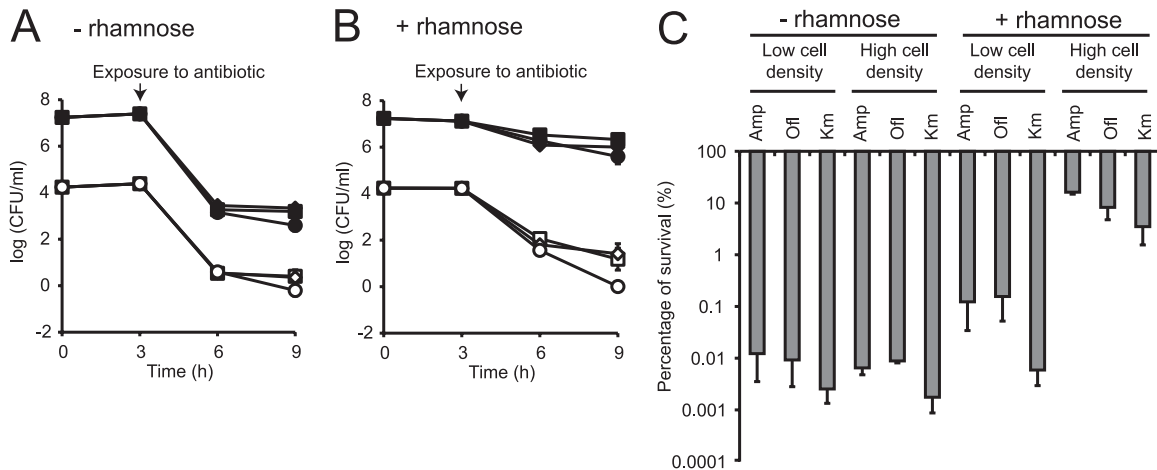 A
- rhamnose
Exposure to antibiotic
log (CFU/ml)
8
6
4
2
0
-2
0
3
6
9
Time (h)
B
+ rhamnose
Exposure to antibiotic
log (CFU/ml)
8
6
4
2
0
-2
0
3
6
9
Time (h)
C
- rhamnose
+ rhamnose
Low cell
density
High cell
density
Low cell
density
High cell
density
Amp
Ofl
Km
Amp
Ofl
Km
Amp
Ofl
Km
Amp
Ofl
Km
Percentage of survival (%)
100
10
1
0.1
0.01
0.001
0.0001